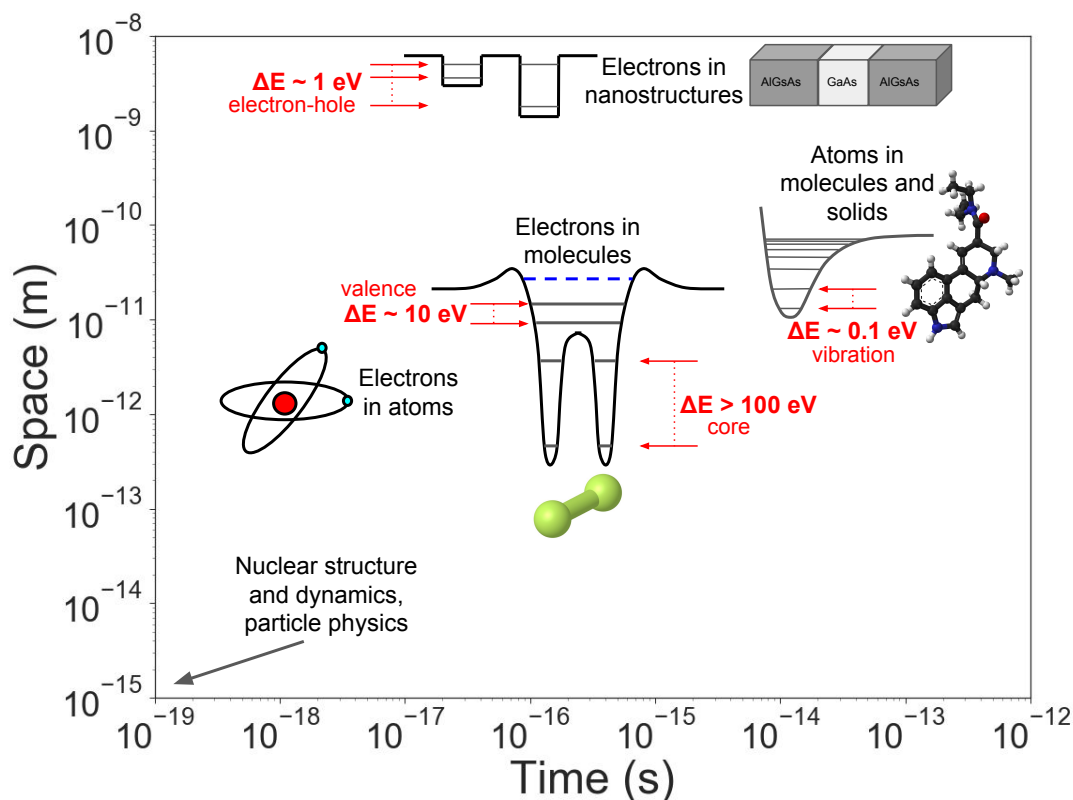 10⁻⁸
10⁻⁹
10⁻¹⁰
10⁻¹¹
10⁻¹²
10⁻¹³
10⁻¹⁴
10⁻¹⁵
Space (m)
ΔE ~ 1 eV
electron-hole
Electrons in
nanostructures
AlGsAs
GaAs
AlGsAs
Atoms in
molecules and
solids
ΔE ~ 0.1 eV
vibration
Electrons in
molecules
valence
ΔE ~ 10 eV
ΔE > 100 eV
core
Electrons
in atoms
Nuclear structure
and dynamics,
particle physics
10⁻¹⁹
10⁻¹⁸
10⁻¹⁷
10⁻¹⁶
10⁻¹⁵
10⁻¹⁴
10⁻¹³
10⁻¹²
Time (s)